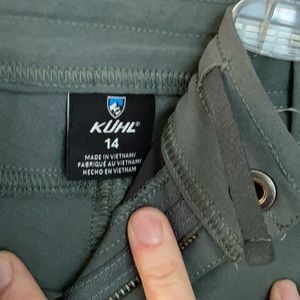 KÜHL®
14
MADE IN VIETNAM/
FABRIQUÉ AU VIETNAM/
HECHO EN VIETNAM